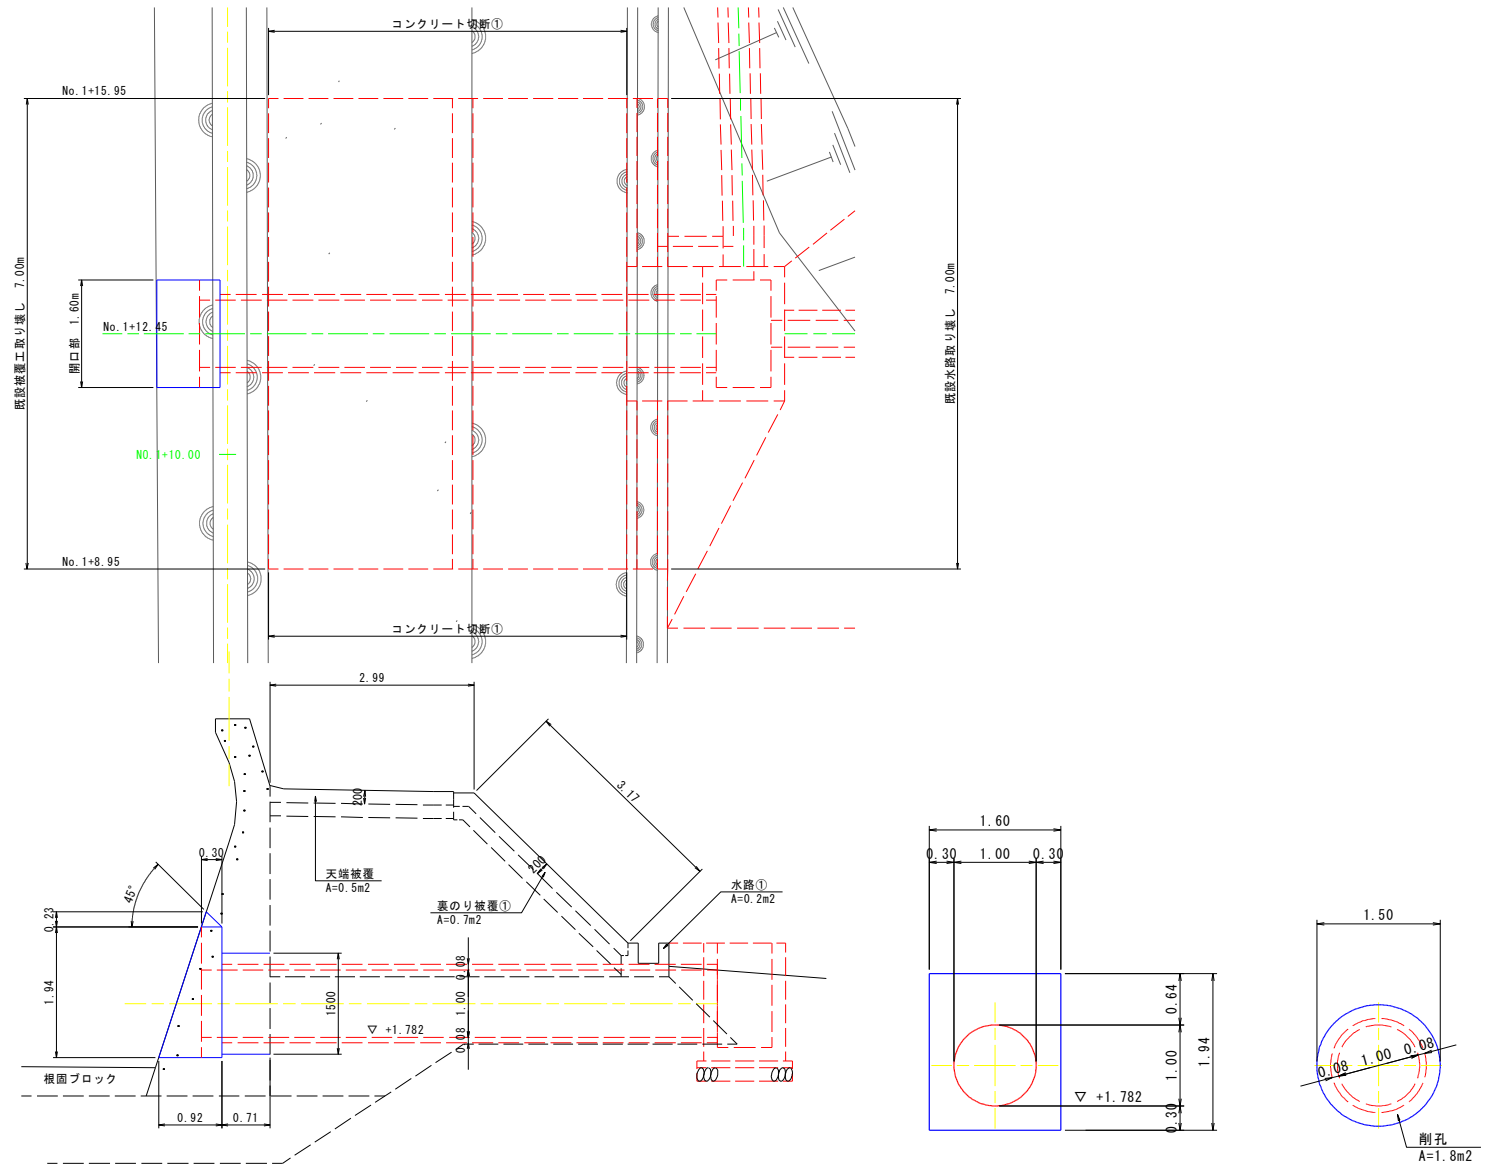 コンクリート切断①
No.1+15.95
既設被覆工取り壊し 7.00m
開口部 1.60m
No.1+12.45
既設水路取り壊し 7.00m
NO.1+10.00
No.1+8.95
コンクリート切断①
2.99
3.17
200
天端被覆
A=0.5m2
200
裏のり被覆①
A=0.7m2
水路①
A=0.2m2
0.30
45°
0.23
1.94
1500
0.08
1.00
0.08
▽ +1.782
根固ブロック
0.92
0.71
1.60
0.30
1.00
0.30
0.64
1.00
1.94
0.30
▽ +1.782
1.50
0.08
1.00
0.08
削孔
A=1.8m2